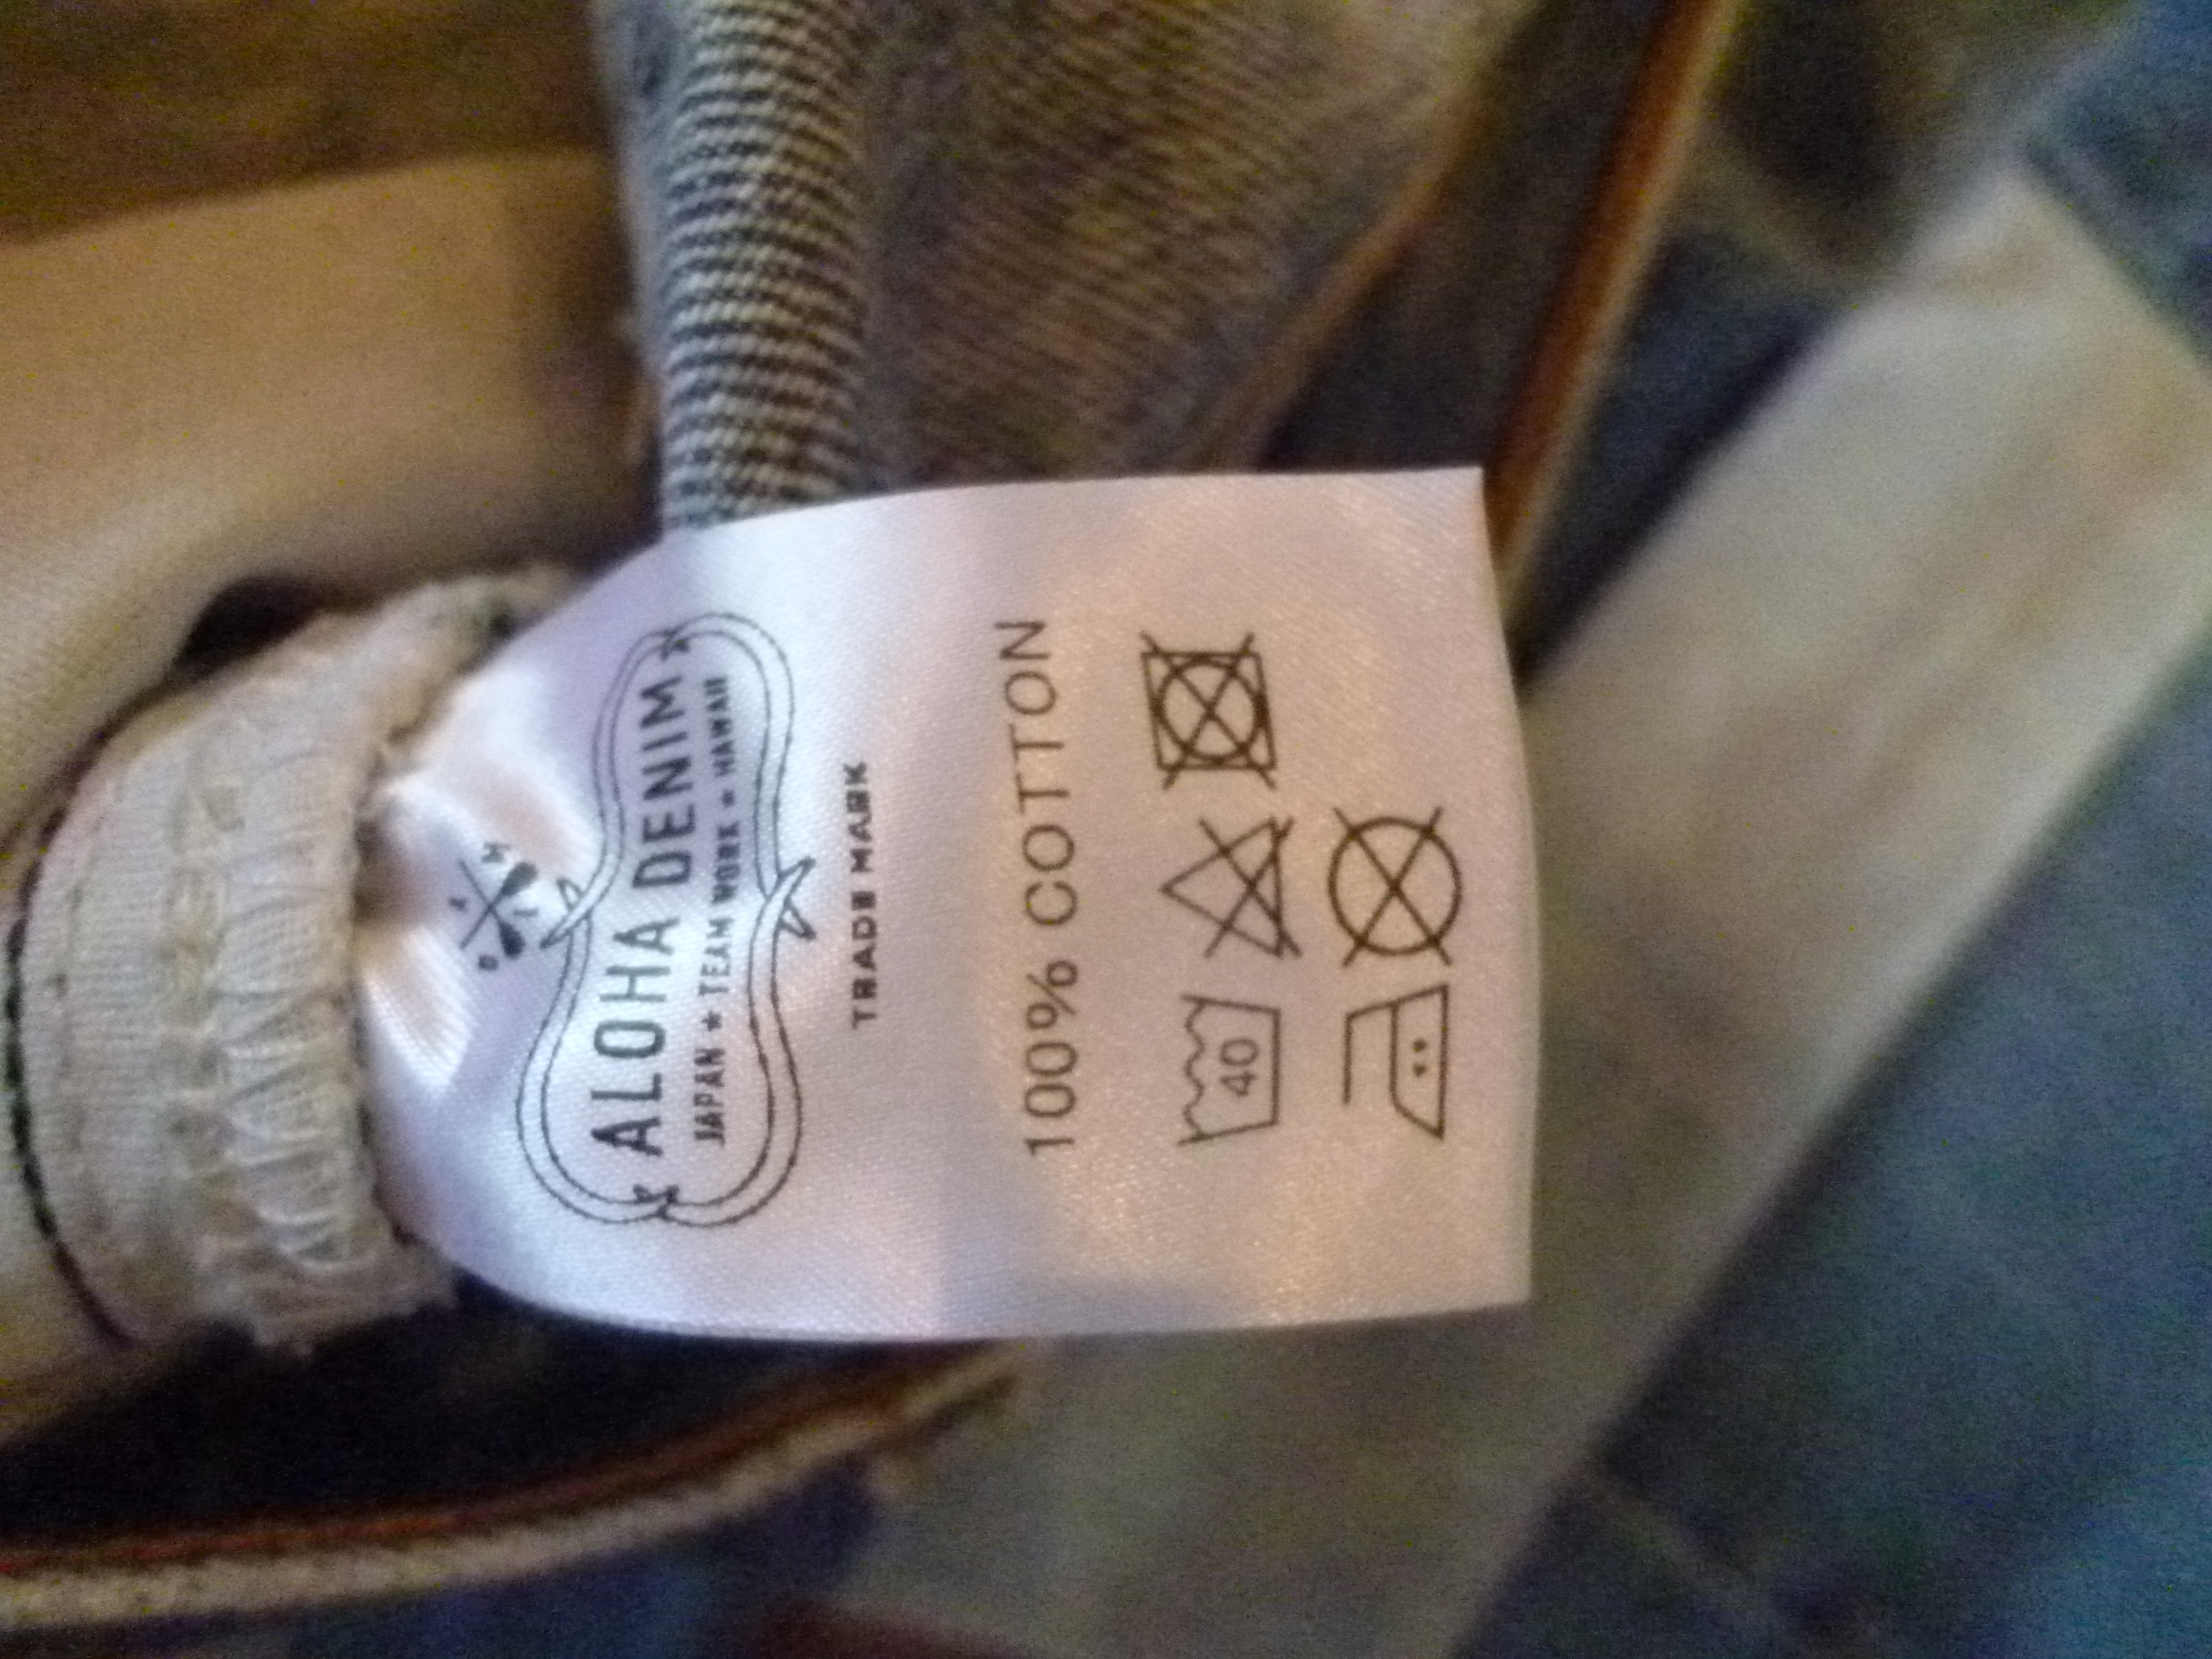 ALOHA DENIM
JAPAN ★ TEAM WORK ★ HAWAII
TRADE MARK
100% COTTON
40